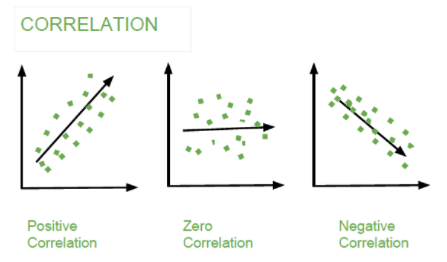 CORRELATION
Positive
Correlation
Zero
Correlation
Negative
Correlation